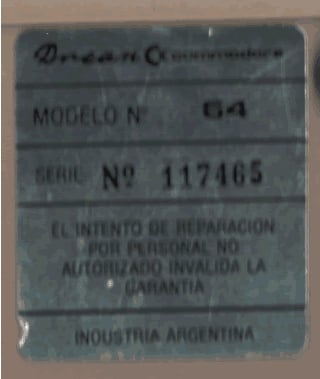 Drean Commodore
MODELO Nº 64
SERIE Nº 117465
EL INTENTO DE REPARACION
POR PERSONAL NO
AUTORIZADO INVALIDA LA
GARANTIA
INDUSTRIA ARGENTINA